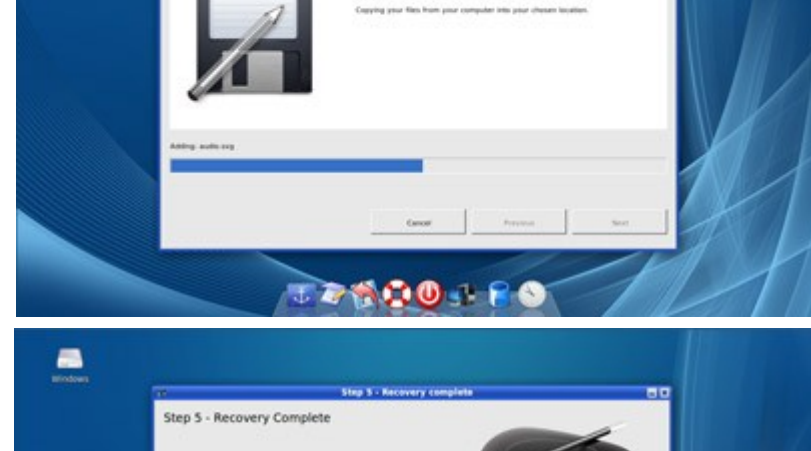 Copying your files from your computer into your chosen location.
Adding: audio.svg
Cancel
Previous
Next
Windows
Step 5 - Recovery complete
Step 5 - Recovery Complete